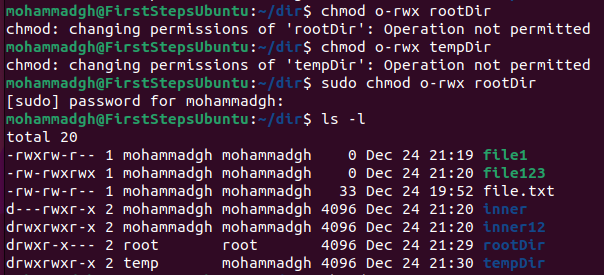 mohammadgh@FirstStepsUbuntu:~/dir$ chmod o-rwx rootDir
chmod: changing permissions of 'rootDir': Operation not permitted
mohammadgh@FirstStepsUbuntu:~/dir$ chmod o-rwx tempDir
chmod: changing permissions of 'tempDir': Operation not permitted
mohammadgh@FirstStepsUbuntu:~/dir$ sudo chmod o-rwx rootDir
[sudo] password for mohammadgh:
mohammadgh@FirstStepsUbuntu:~/dir$ ls -l
total 20
-rwxrw-r-- 1 mohammadgh mohammadgh    0 Dec 24 21:19 file1
-rw-rwxrwx 1 mohammadgh mohammadgh    0 Dec 24 21:20 file123
-rw-rw-r-- 1 mohammadgh mohammadgh   33 Dec 24 19:52 file.txt
d---rwxr-x 2 mohammadgh mohammadgh 4096 Dec 24 21:20 inner
drwxrwxr-x 2 mohammadgh mohammadgh 4096 Dec 24 21:20 inner12
drwxr-x--- 2 root       root       4096 Dec 24 21:29 rootDir
drwxrwxr-x 2 temp       mohammadgh 4096 Dec 24 21:30 tempDir